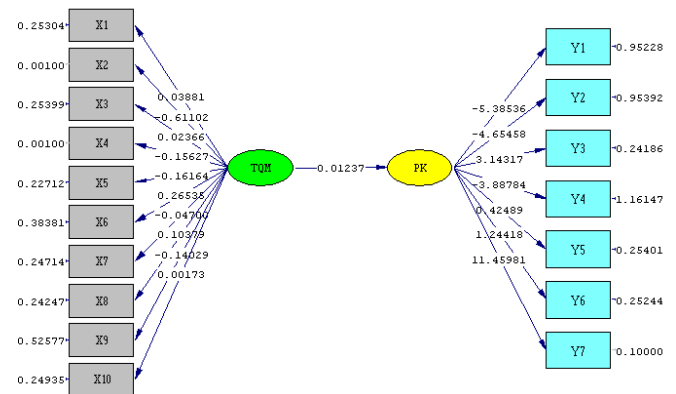 0.25304 X1
0.00100 X2
0.25399 X3
0.00100 X4
0.22712 X5
0.38381 X6
0.24714 X7
0.24247 X8
0.52577 X9
0.24935 X10
0.03881
-0.61102
0.02366
-0.15627
-0.16164
0.26535
-0.04700
0.10379
-0.14029
0.00173
TQM
0.01237
PK
-5.38536
-4.65458
3.14317
-3.88784
0.42489
1.24418
11.45981
Y1 0.95228
Y2 0.95392
Y3 0.24186
Y4 1.16147
Y5 0.25401
Y6 0.25244
Y7 0.10000